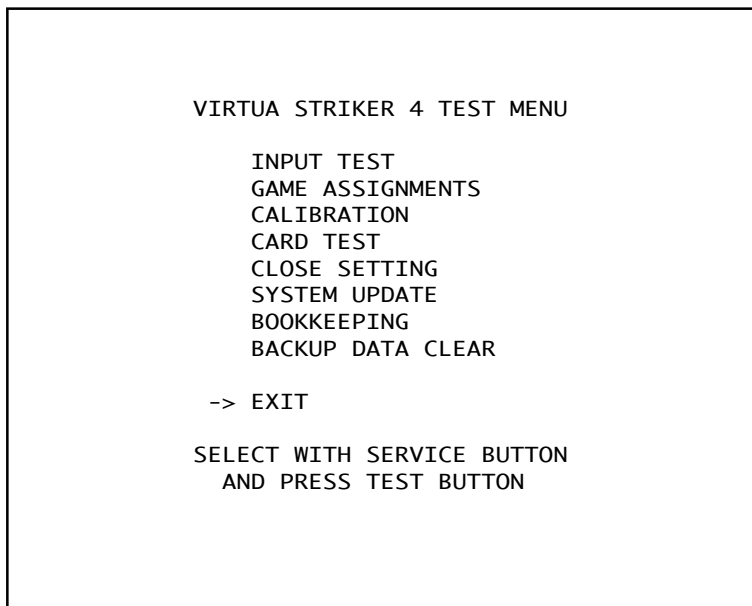 VIRTUA STRIKER 4 TEST MENU
INPUT TEST
GAME ASSIGNMENTS
CALIBRATION
CARD TEST
CLOSE SETTING
SYSTEM UPDATE
BOOKKEEPING
BACKUP DATA CLEAR
-> EXIT
SELECT WITH SERVICE BUTTON
AND PRESS TEST BUTTON